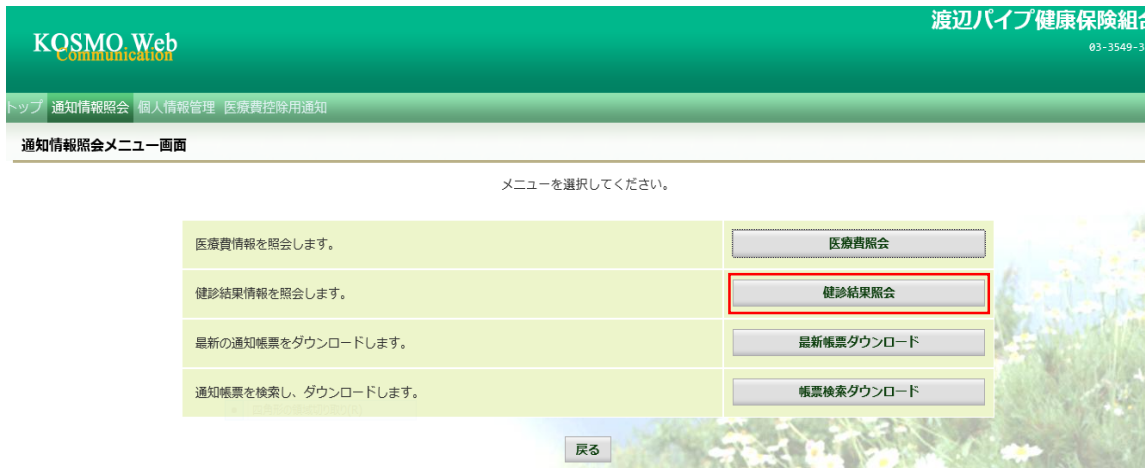 渡辺パイプ健康保険組合
KOSMO Web
Communication
03-3549-3
トップ 通知情報照会 個人情報管理 医療費控除用通知
通知情報照会メニュー画面
メニューを選択してください。
医療費情報を照会します。 医療費照会
健診結果情報を照会します。 健診結果照会
最新の通知帳票をダウンロードします。 最新帳票ダウンロード
通知帳票を検索し、ダウンロードします。 帳票検索ダウンロード
戻る